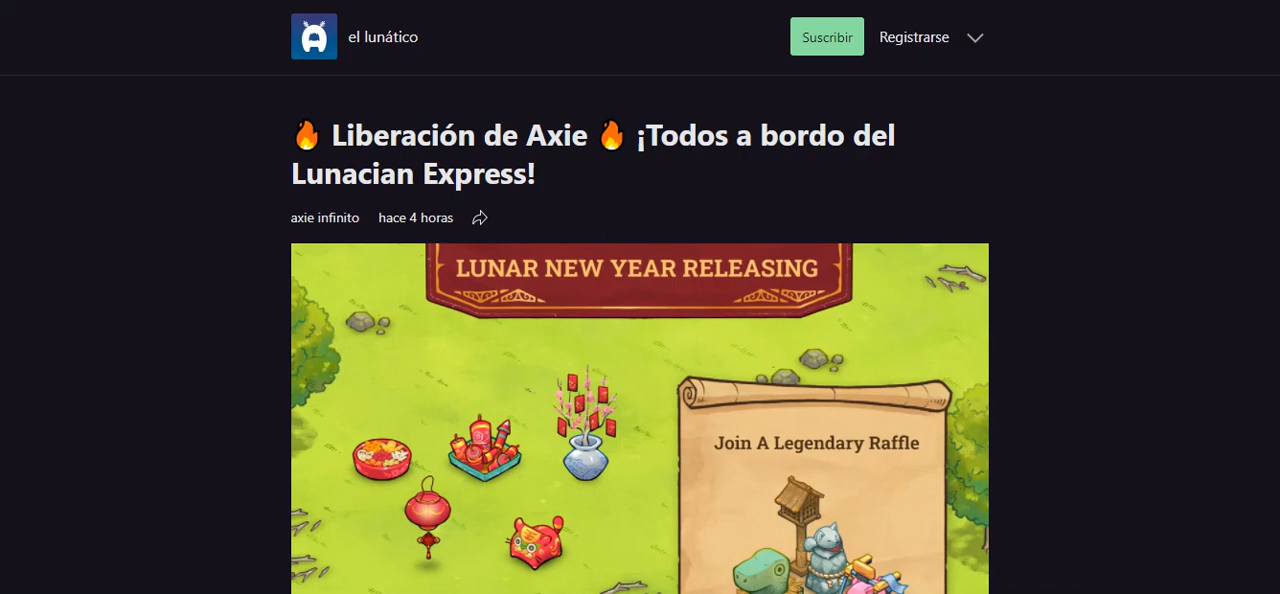 el lunático
Suscribir
Registrarse
🔥 Liberación de Axie 🔥 ¡Todos a bordo del
Lunacian Express!
axie infinito
hace 4 horas
LUNAR NEW YEAR RELEASING
Join A Legendary Raffle